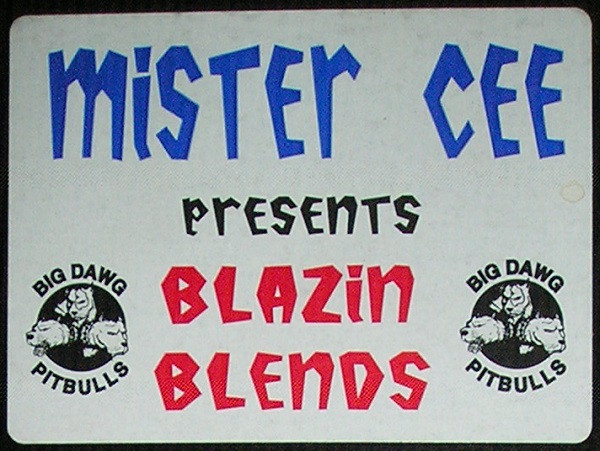 MISTER CEE
PRESENTS
BLAZIN
BLENDS
BIG DAWG
PITBULLS
BIG DAWG
PITBULLS